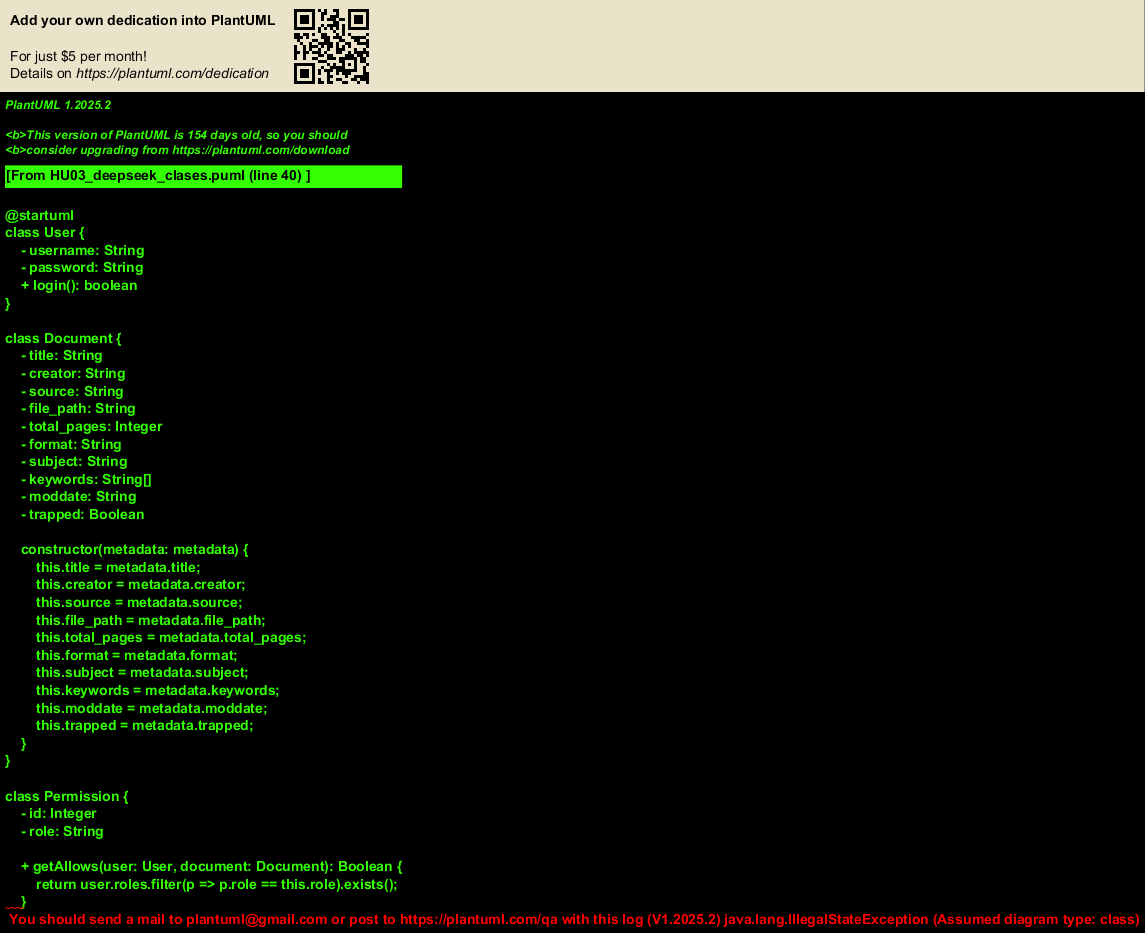 Add your own dedication into PlantUML
For just $5 per month!
Details on https://plantuml.com/dedication
PlantUML 1.2025.2
<b>This version of PlantUML is 154 days old, so you should
<b>consider upgrading from https://plantuml.com/download
[From HU03_deepseek_clases.puml (line 40) ]
@startuml
class User {
- username: String
- password: String
+ login(): boolean
}
class Document {
- title: String
- creator: String
- source: String
- file_path: String
- total_pages: Integer
- format: String
- subject: String
- keywords: String[]
- moddate: String
- trapped: Boolean
constructor(metadata: metadata) {
this.title = metadata.title;
this.creator = metadata.creator;
this.source = metadata.source;
this.file_path = metadata.file_path;
this.total_pages = metadata.total_pages;
this.format = metadata.format;
this.subject = metadata.subject;
this.keywords = metadata.keywords;
this.moddate = metadata.moddate;
this.trapped = metadata.trapped;
}
}
class Permission {
- id: Integer
- role: String
+ getAllows(user: User, document: Document): Boolean {
return user.roles.filter(p => p.role == this.role).exists();
}
You should send a mail to plantuml@gmail.com or post to https://plantuml.com/qa with this log (V1.2025.2) java.lang.IllegalStateException (Assumed diagram type: class)